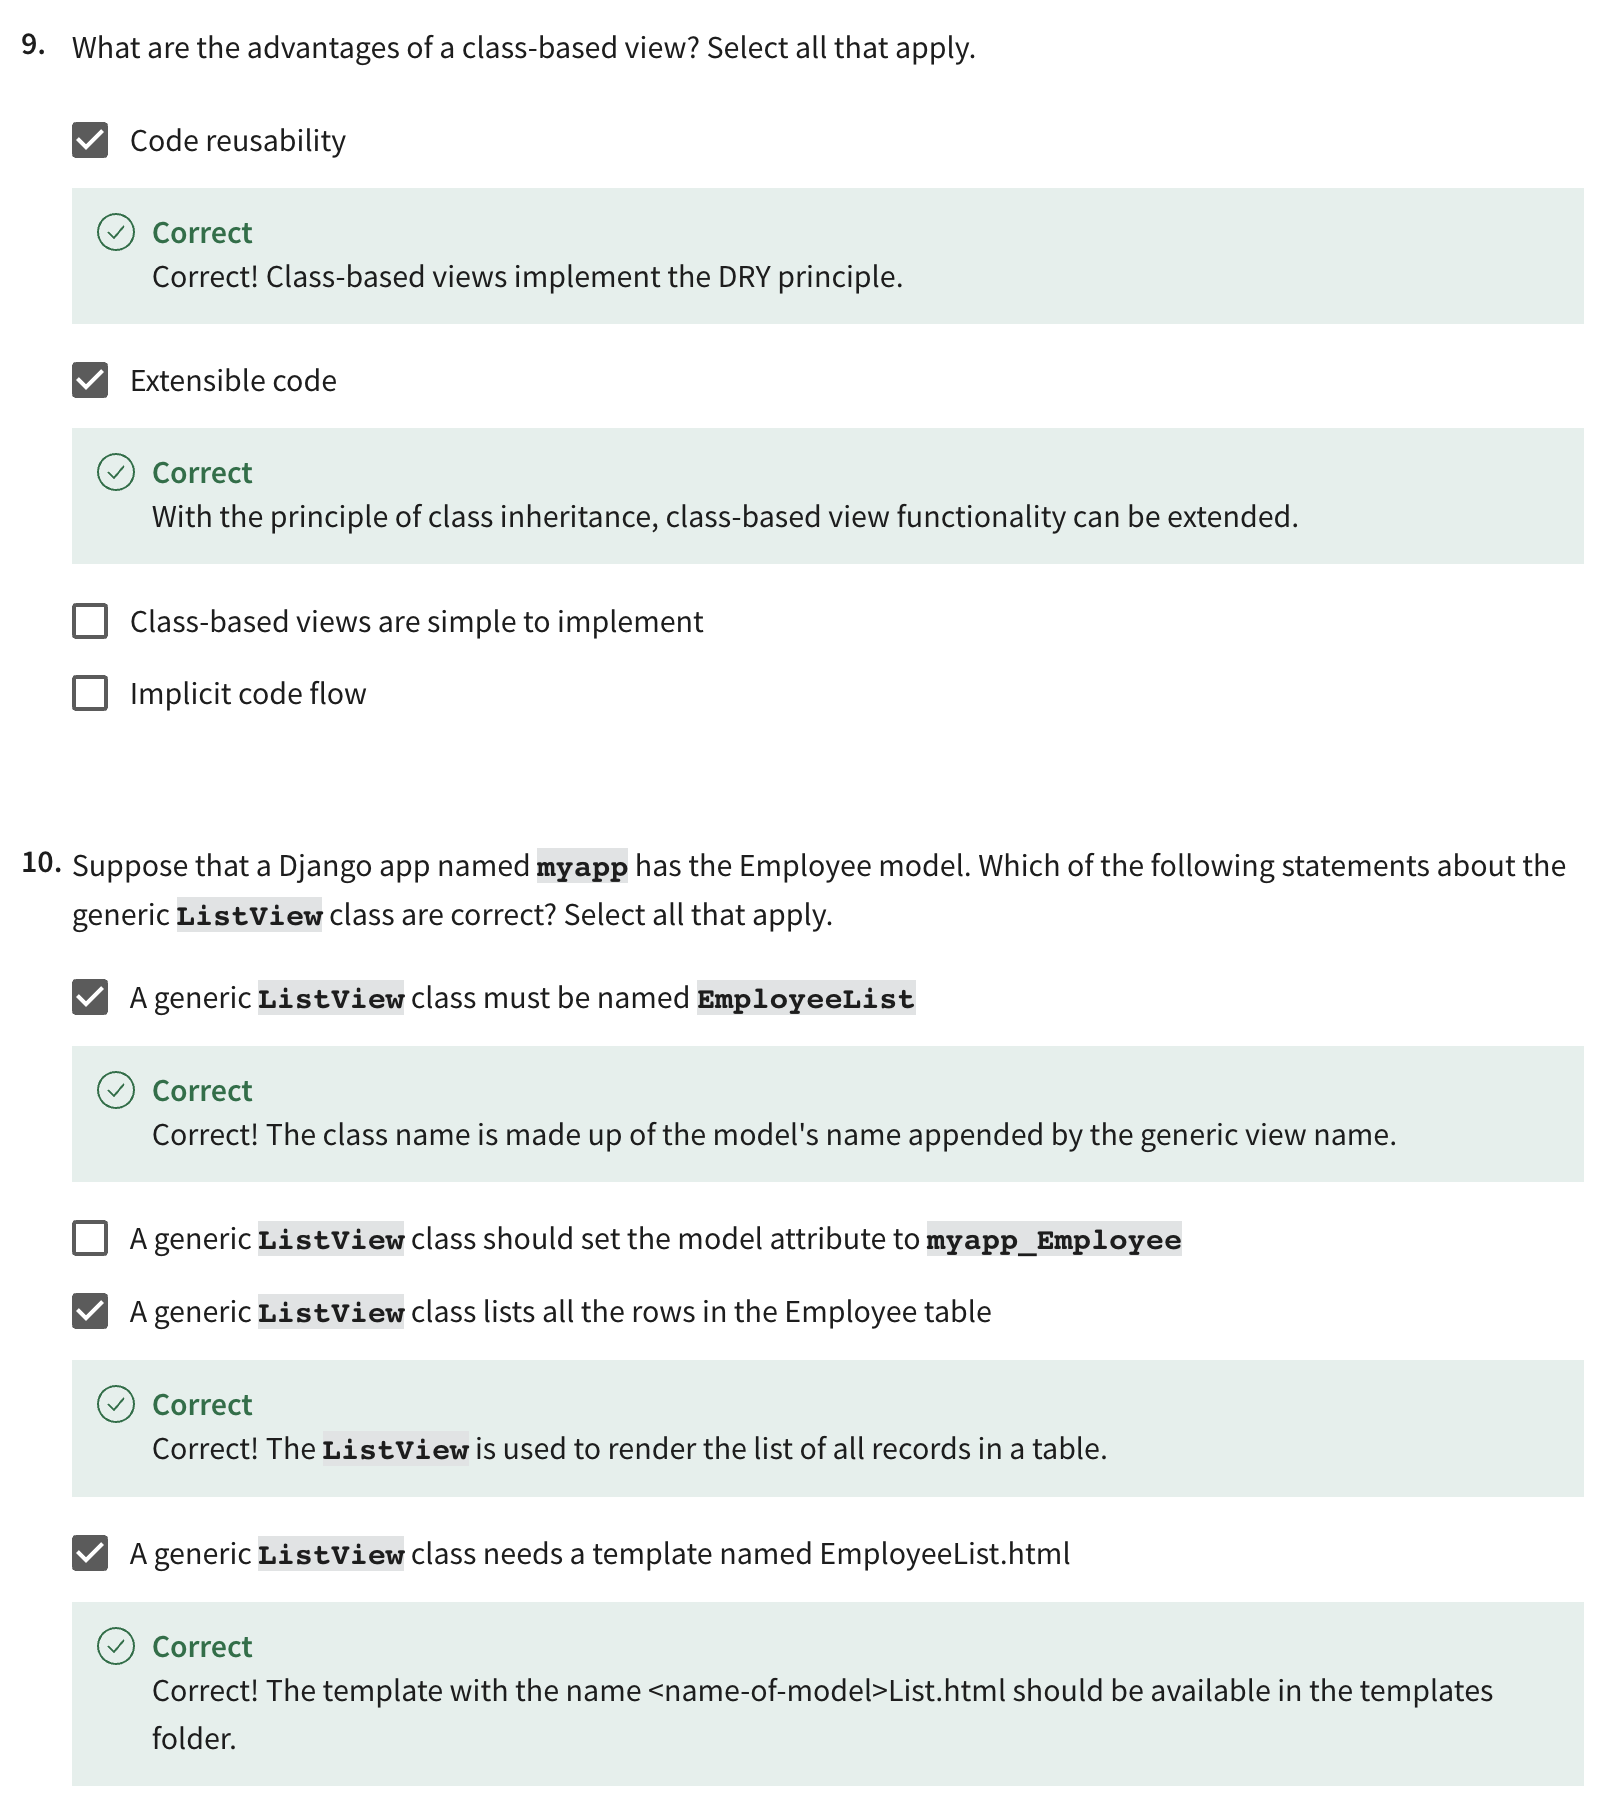 9. What are the advantages of a class-based view? Select all that apply.
Code reusability
Correct
Correct! Class-based views implement the DRY principle.
Extensible code
Correct
With the principle of class inheritance, class-based view functionality can be extended.
Class-based views are simple to implement
Implicit code flow
10. Suppose that a Django app named myapp has the Employee model. Which of the following statements about the
generic ListView class are correct? Select all that apply.
A generic ListView class must be named EmployeeList
Correct
Correct! The class name is made up of the model's name appended by the generic view name.
A generic ListView class should set the model attribute to myapp_Employee
A generic ListView class lists all the rows in the Employee table
Correct
Correct! The ListView is used to render the list of all records in a table.
A generic ListView class needs a template named EmployeeList.html
Correct
Correct! The template with the name <name-of-model>List.html should be available in the templates
folder.